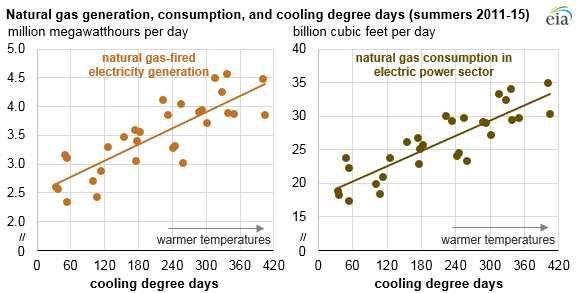 Natural gas generation, consumption, and cooling degree days (summers 2011-15)
million megawatthours per day
billion cubic feet per day
eia
natural gas-fired
electricity generation
5.0
4.5
4.0
3.5
3.0
2.5
2.0
//
0
warmer temperatures
0 60 120 180 240 300 360 420
cooling degree days
natural gas consumption in
electric power sector
40
35
30
25
20
15
//
0
warmer temperatures
0 60 120 180 240 300 360 420
cooling degree days